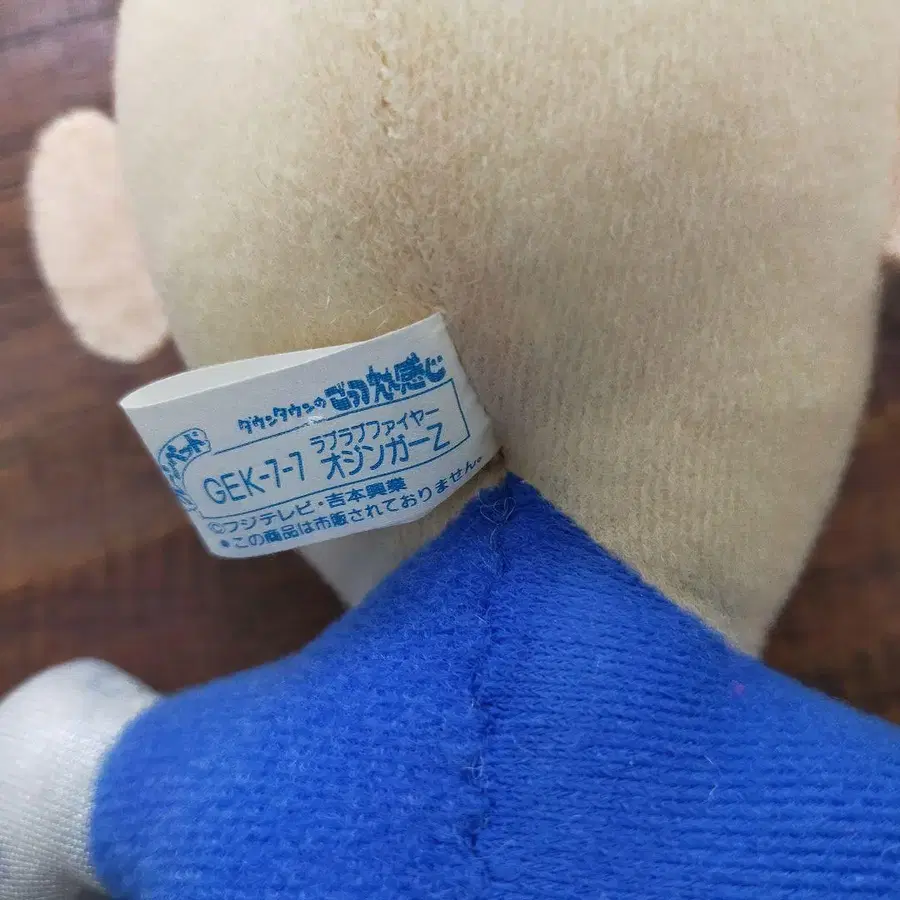 ダウンタウンのごっつええ感じ
GEK-7-7
ラブラブファイヤー
オジンガーZ
©フジテレビ・吉本興業
•この商品は市販されておりません。